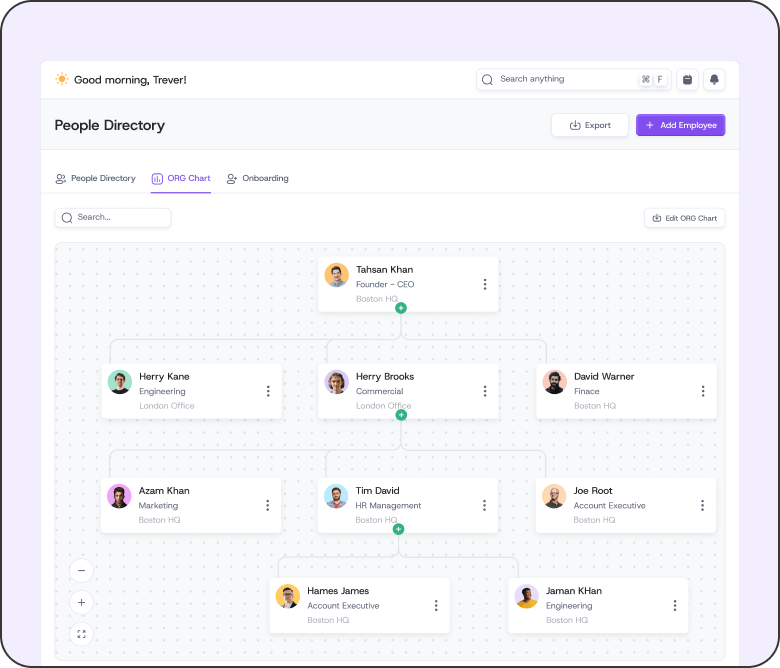 Good morning, Trever!
Search anything
⌘ F
People Directory
Export
+ Add Employee
People Directory
ORG Chart
Onboarding
Search...
Edit ORG Chart
Tahsan Khan
Founder - CEO
Boston HQ
Herry Kane
Engineering
London Office
Herry Brooks
Commercial
London Office
David Warner
Finace
Boston HQ
Azam Khan
Marketing
Boston HQ
Tim David
HR Management
Boston HQ
Joe Root
Account Executive
Boston HQ
Hames James
Account Executive
Boston HQ
Jaman KHan
Engineering
Boston HQ